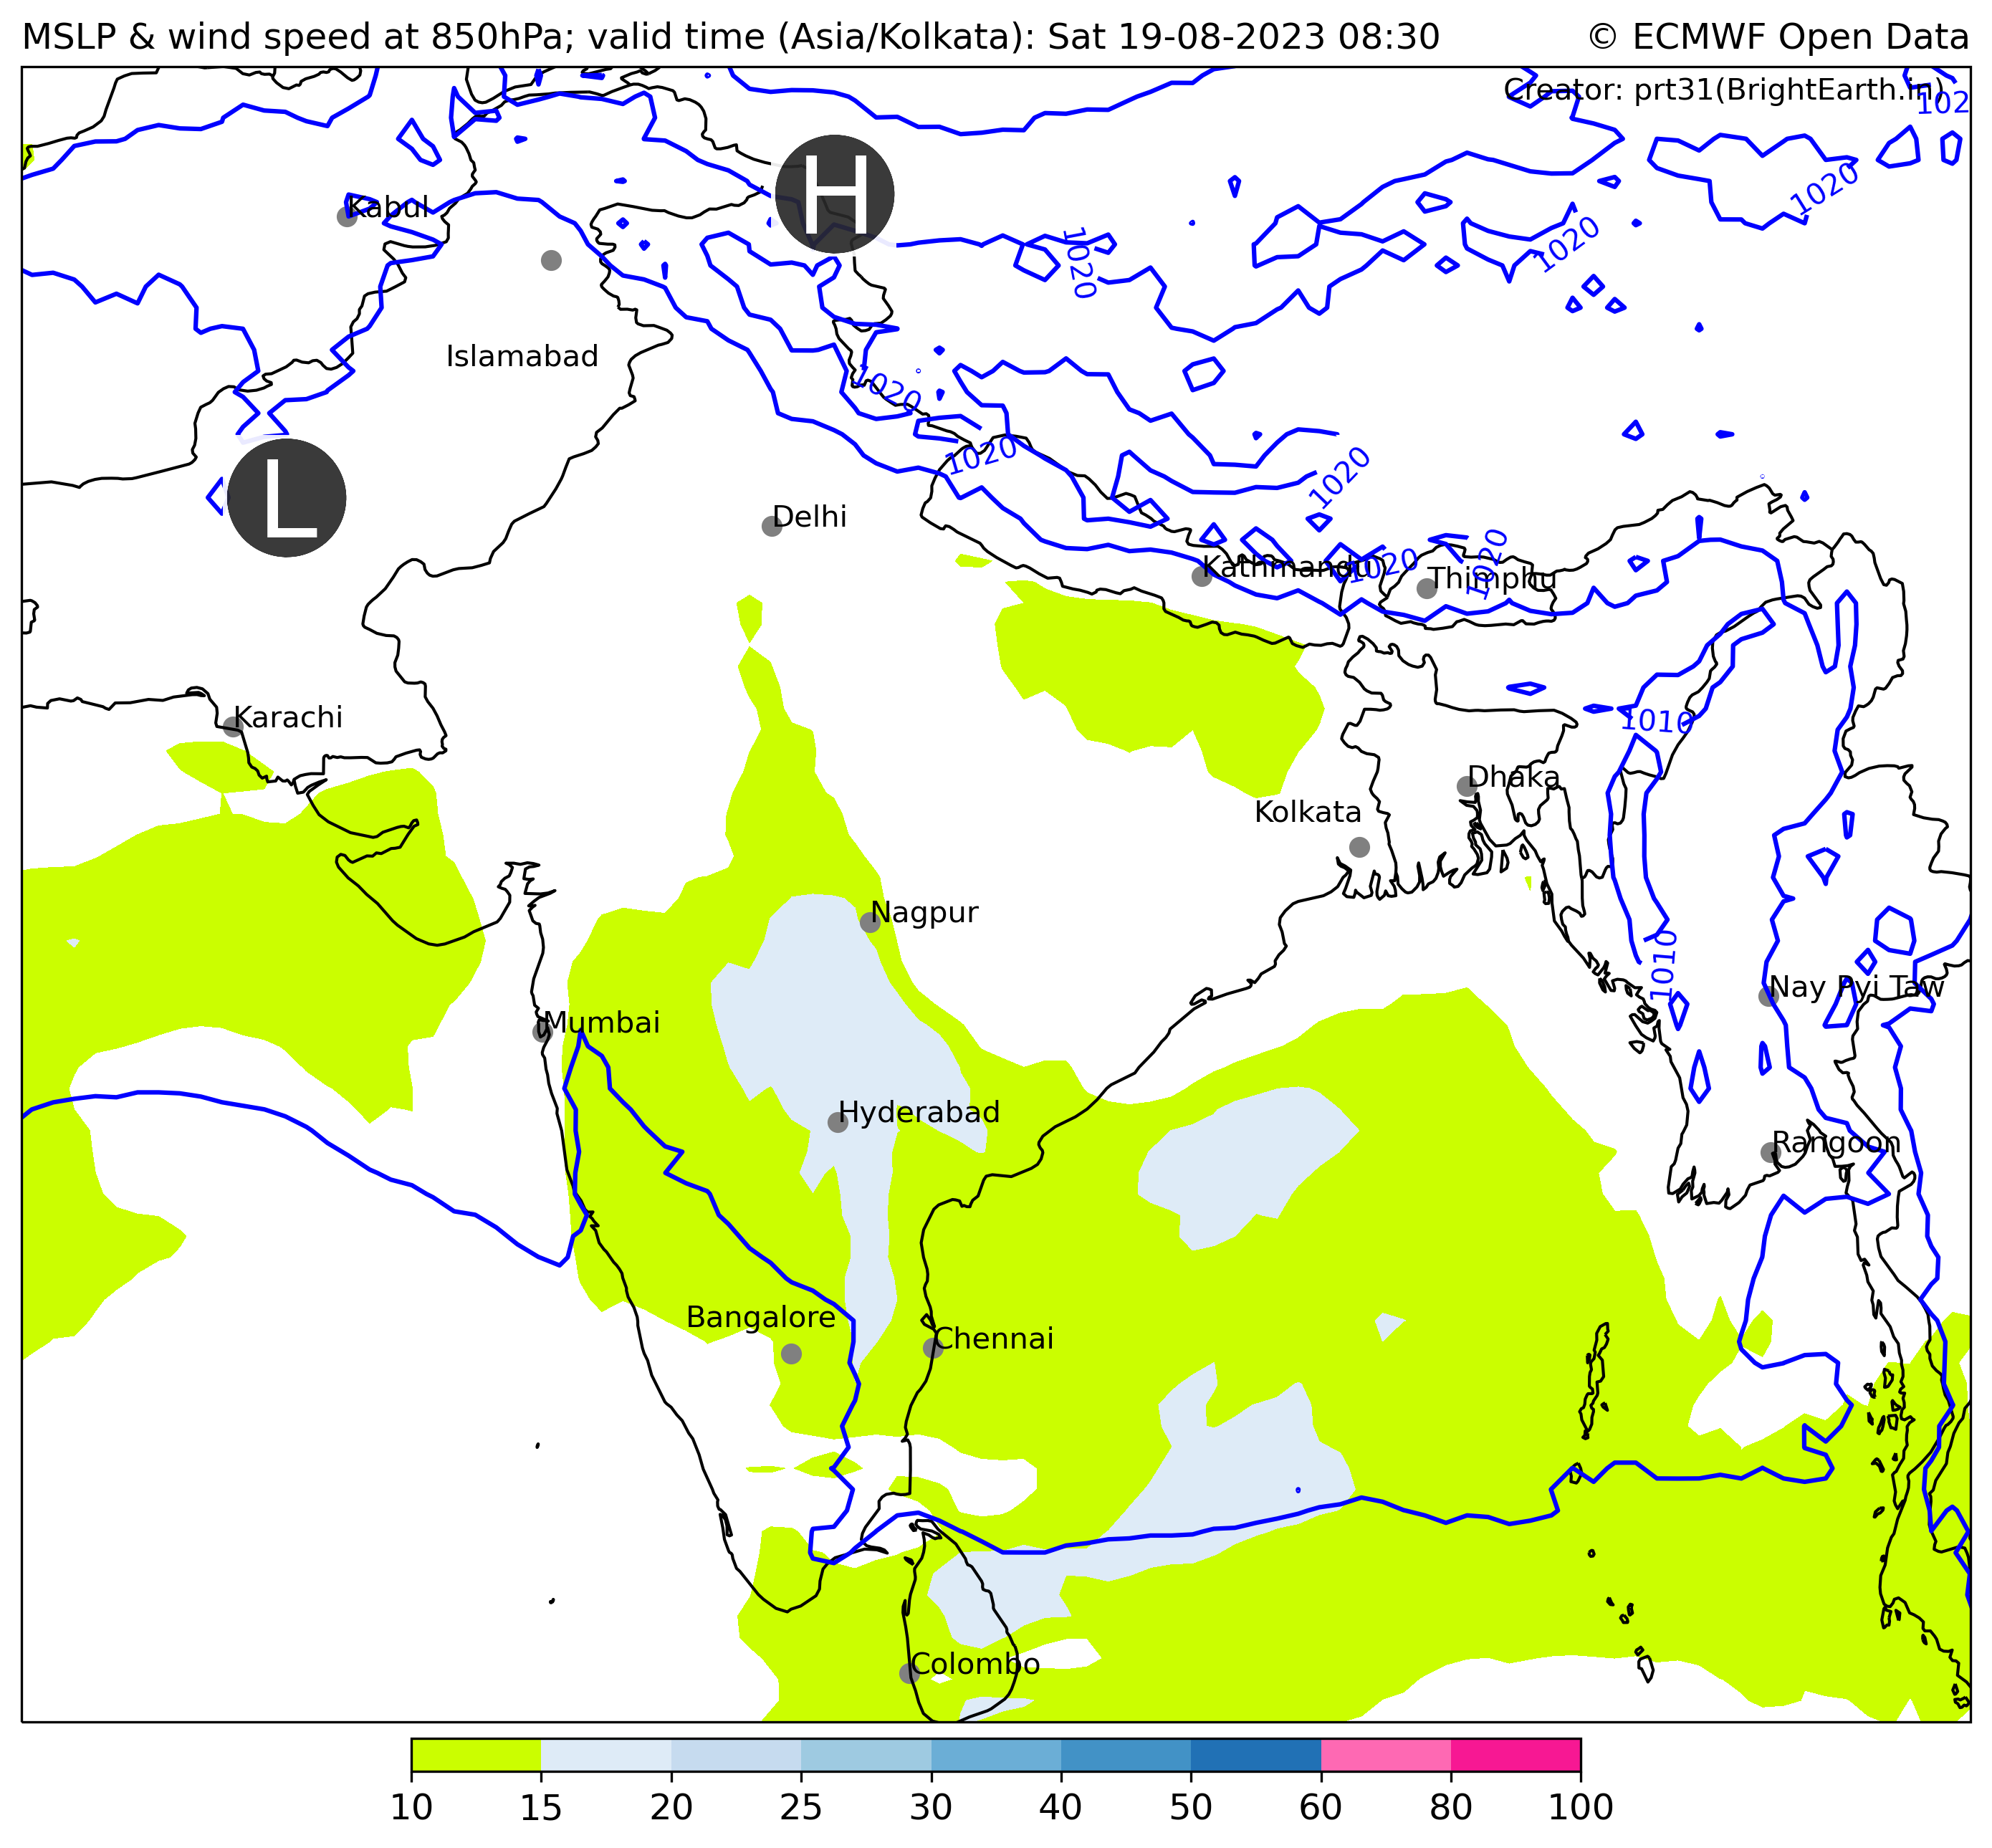 MSLP & wind speed at 850hPa; valid time (Asia/Kolkata): Sat 19-08-2023 08:30
© ECMWF Open Data
Creator: prt31(BrightEarth.in)
102
H
1020
1020
Kabul
1020
Islamabad
1020
1020
1020
L
Delhi
Kathmandu
1020
1020
Thimphu
Karachi
1010
Dhaka
Kolkata
Nagpur
1010
Nay Pyi Taw
Mumbai
Hyderabad
Rangoon
Bangalore
Chennai
Colombo
10 15 20 25 30 40 50 60 80 100